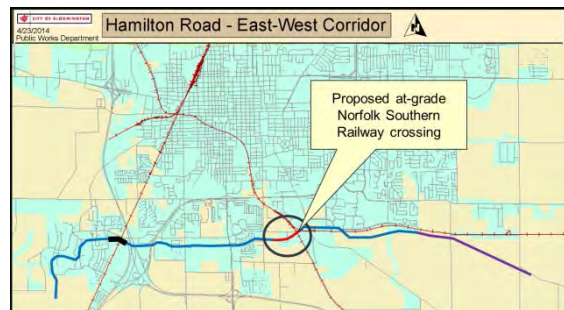 CITY OF BLOOMINGTON
4/23/2014
Public Works Department
Hamilton Road - East-West Corridor
Proposed at-grade
Norfolk Southern
Railway crossing